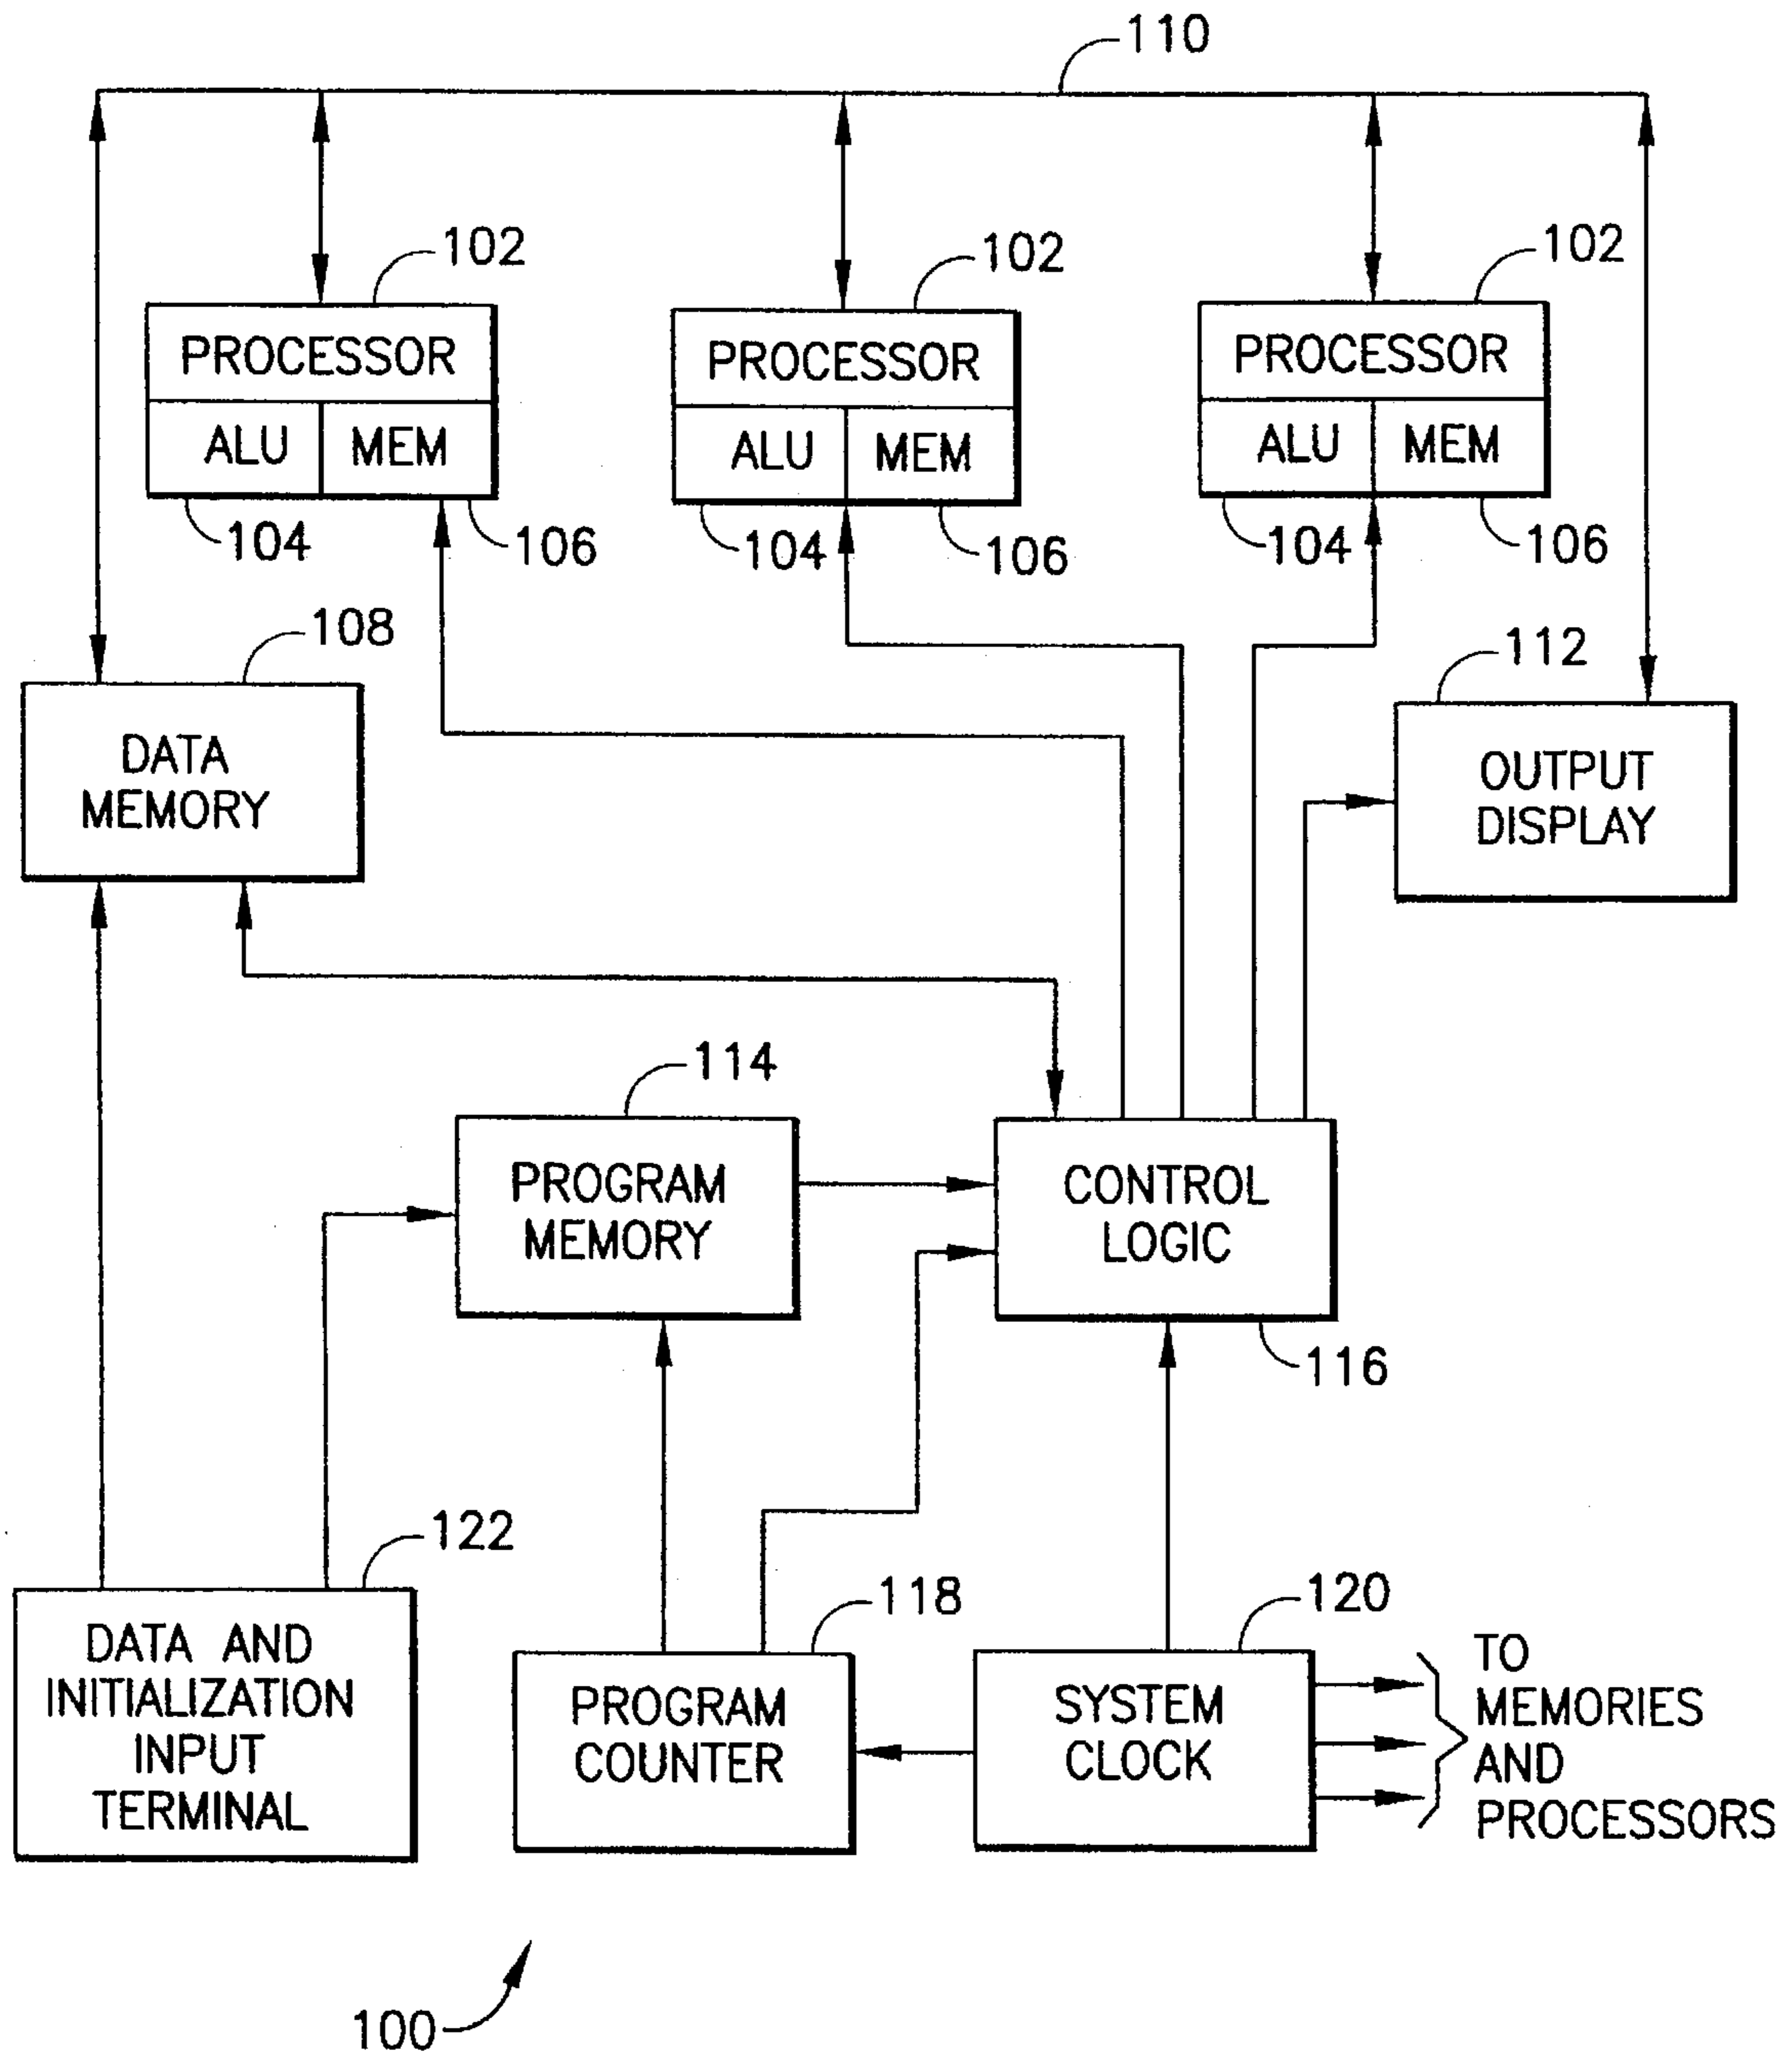 110
102
102
102
PROCESSOR
PROCESSOR
PROCESSOR
ALU
MEM
ALU
MEM
ALU
MEM
104
106
104
106
104
106
108
112
DATA
MEMORY
OUTPUT
DISPLAY
114
PROGRAM
MEMORY
CONTROL
LOGIC
116
122
118
120
DATA AND
INITIALIZATION
INPUT
TERMINAL
PROGRAM
COUNTER
SYSTEM
CLOCK
TO
MEMORIES
AND
PROCESSORS
100